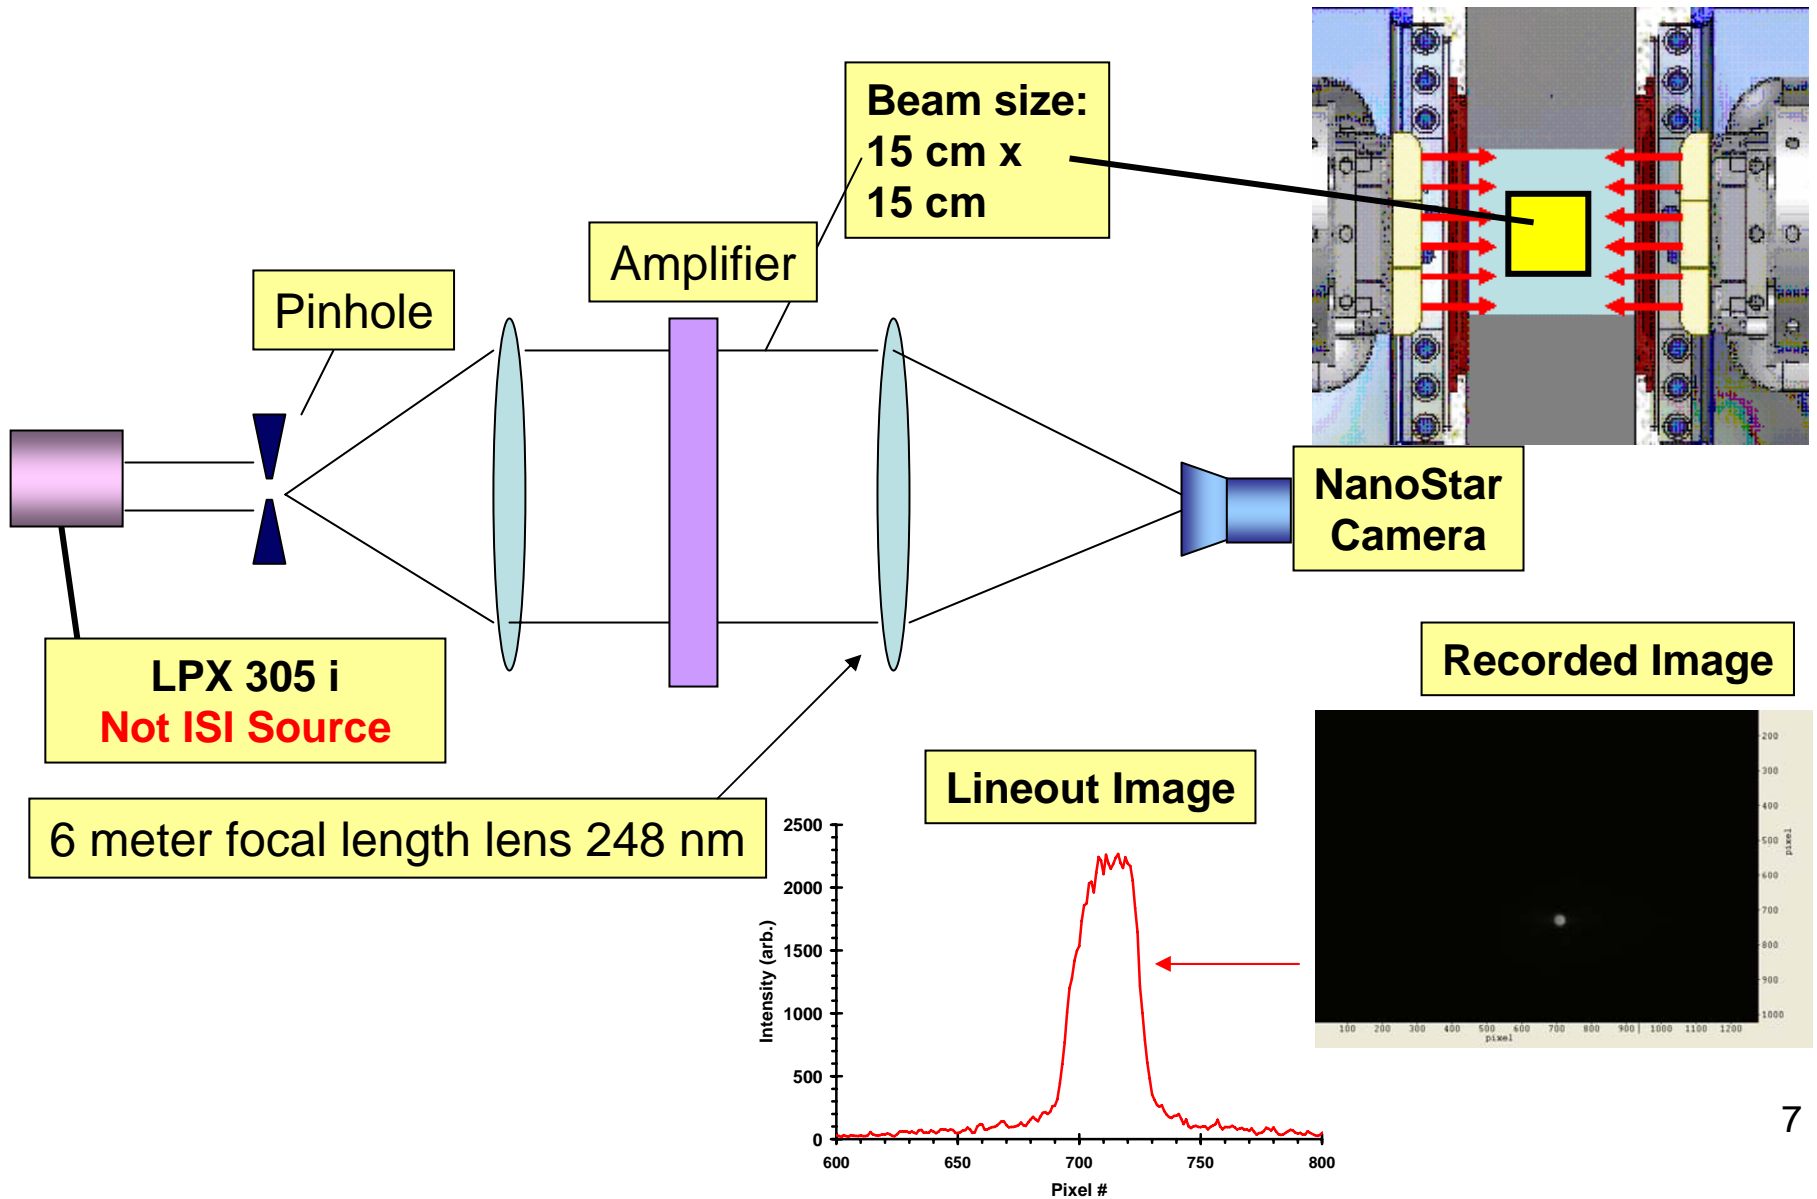 Beam size:
15 cm x
15 cm
Amplifier
Pinhole
NanoStar
Camera
LPX 305 i
Not ISI Source
6 meter focal length lens 248 nm
Recorded Image
Lineout Image
2500
2000
1500
1000
500
0
Intensity (arb.)
600
650
700
750
800
Pixel #
200
300
400
500
600
700
800
900
1000
pixel
100 200 300 400 500 600 700 800 900 1000 1100 1200
pixel
7